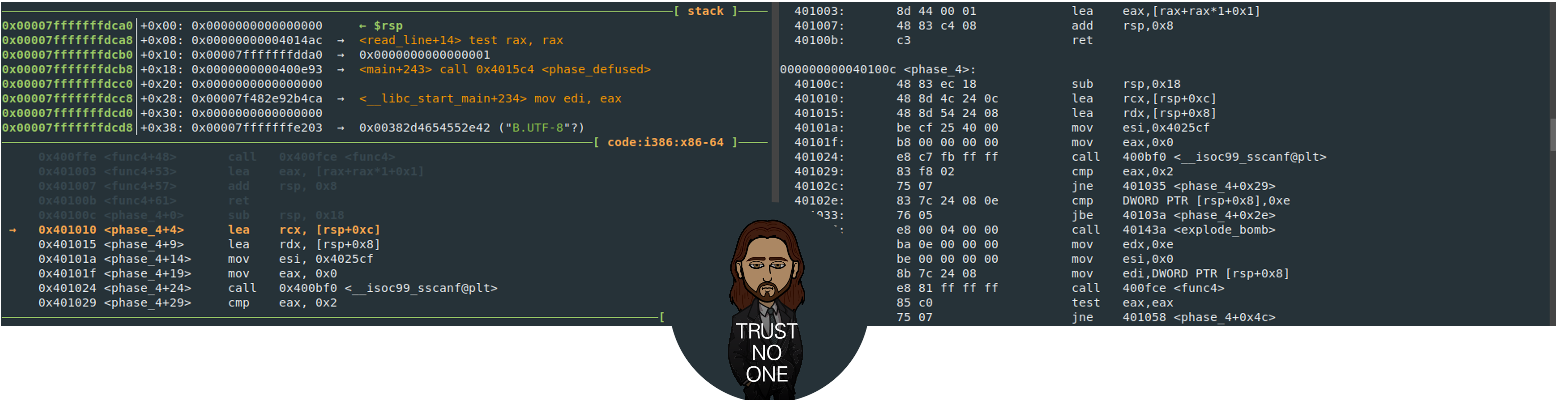 [ stack ]
0x00007fffffffdca0│+0x00: 0x0000000000000000 ← $rsp
0x00007fffffffdca8│+0x08: 0x00000000004014ac → <read_line+14> test rax, rax
0x00007fffffffdcb0│+0x10: 0x00007fffffffdda0 → 0x0000000000000001
0x00007fffffffdcb8│+0x18: 0x0000000000400e93 → <main+243> call 0x4015c4 <phase_defused>
0x00007fffffffdcc0│+0x20: 0x0000000000000000
0x00007fffffffdcc8│+0x28: 0x00007f482e92b4ca → <__libc_start_main+234> mov edi, eax
0x00007fffffffdcd0│+0x30: 0x0000000000000000
0x00007fffffffdcd8│+0x38: 0x00007fffffffe203 → 0x00382d4654552e42 ("B.UTF-8"?)
[ code:i386:x86-64 ]
0x400ffe <func4+48> call 0x400fce <func4>
0x401003 <func4+53> lea eax, [rax+rax*1+0x1]
0x401007 <func4+57> add rsp, 0x8
0x40100b <func4+61> ret
0x40100c <phase_4+0> sub rsp, 0x18
→ 0x401010 <phase_4+4> lea rcx, [rsp+0xc]
0x401015 <phase_4+9> lea rdx, [rsp+0x8]
0x40101a <phase_4+14> mov esi, 0x4025cf
0x40101f <phase_4+19> mov eax, 0x0
0x401024 <phase_4+24> call 0x400bf0 <__isoc99_sscanf@plt>
0x401029 <phase_4+29> cmp eax, 0x2
[
401003: 8d 44 00 01 lea eax,[rax+rax*1+0x1]
401007: 48 83 c4 08 add rsp,0x8
40100b: c3 ret
000000000040100c <phase_4>:
40100c: 48 83 ec 18 sub rsp,0x18
401010: 48 8d 4c 24 0c lea rcx,[rsp+0xc]
401015: 48 8d 54 24 08 lea rdx,[rsp+0x8]
40101a: be cf 25 40 00 mov esi,0x4025cf
40101f: b8 00 00 00 00 mov eax,0x0
401024: e8 c7 fb ff ff call 400bf0 <__isoc99_sscanf@plt>
401029: 83 f8 02 cmp eax,0x2
40102c: 75 07 jne 401035 <phase_4+0x29>
40102e: 83 7c 24 08 0e cmp DWORD PTR [rsp+0x8],0xe
1033: 76 05 jbe 40103a <phase_4+0x2e>
e8 00 04 00 00 call 40143a <explode_bomb>
ba 0e 00 00 00 mov edx,0xe
be 00 00 00 00 mov esi,0x0
8b 7c 24 08 mov edi,DWORD PTR [rsp+0x8]
e8 81 ff ff ff call 400fce <func4>
85 c0 test eax,eax
75 07 jne 401058 <phase_4+0x4c>
TRUST
NO
ONE